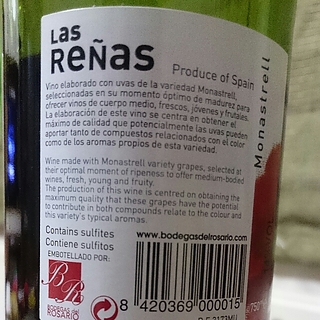 Las
REÑAS
Produce of Spain
Monastrell
Vino elaborado con uvas de la variedad Monastrell,
seleccionadas en su momento óptimo de madurez para
ofrecer vinos de cuerpo medio, frescos, jóvenes y frutales.
La elaboración de este vino se centra en obtener el
máximo de calidad que potencialmente las uvas pueden
aportar tanto de compuestos relacionados con el color
como de los aromas propios de esta variedad.
Wine made with Monastrell variety grapes, selected at
their optimal moment of ripeness to offer medium-bodied
wines, fresh, young and fruity.
The production of this wine is centred on obtaining the
maximum quality that these grapes have the potential
to contribute in both compounds relate to the colour and
this variety's typical aromas.
Contains sulfites
Contiene sulfitos
EMBOTELLADO POR:
www.bodegasdelrosario.com
BR
BODEGAS del
ROSARIO
8 420369 000015